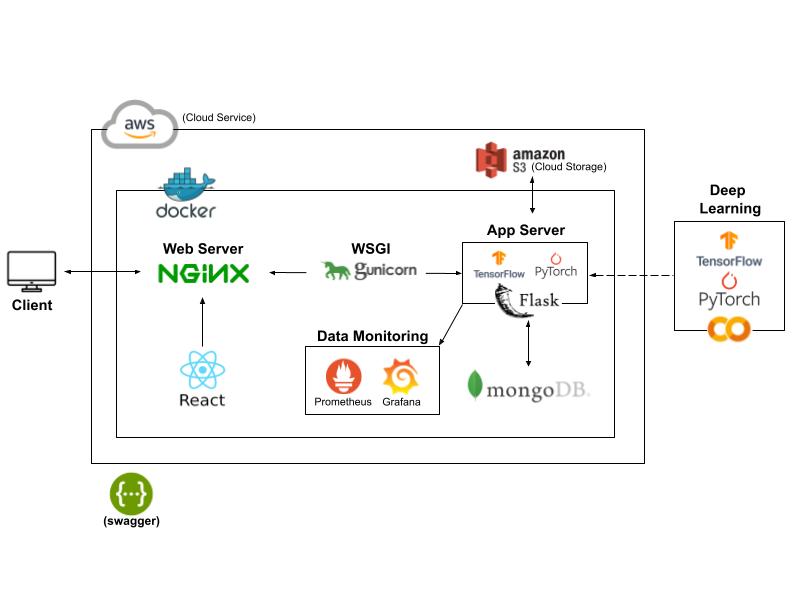 aws
(Cloud Service)
amazon
S3 (Cloud Storage)
docker
Deep
Learning
Web Server
WSGI
App Server
NGINX
gunicorn
TensorFlow
PyTorch
Flask
TensorFlow
PyTorch
CO
Client
Data Monitoring
React
Prometheus
Grafana
mongoDB.
{...}
(swagger)